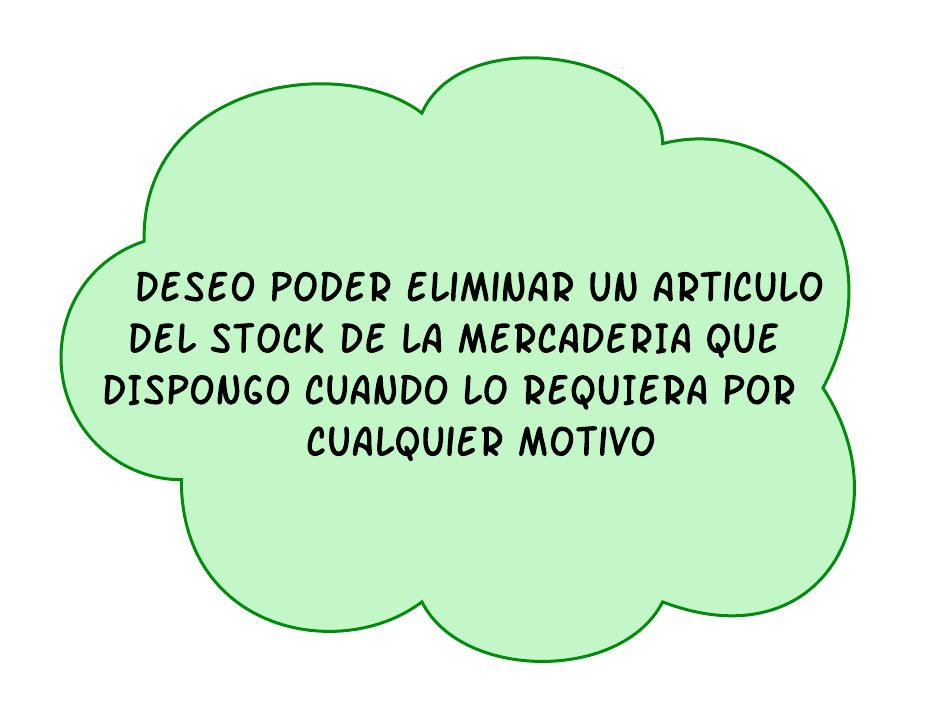 DESEO PODER ELIMINAR UN ARTICULO
DEL STOCK DE LA MERCADERIA QUE
DISPONGO CUANDO LO REQUIERA POR
CUALQUIER MOTIVO